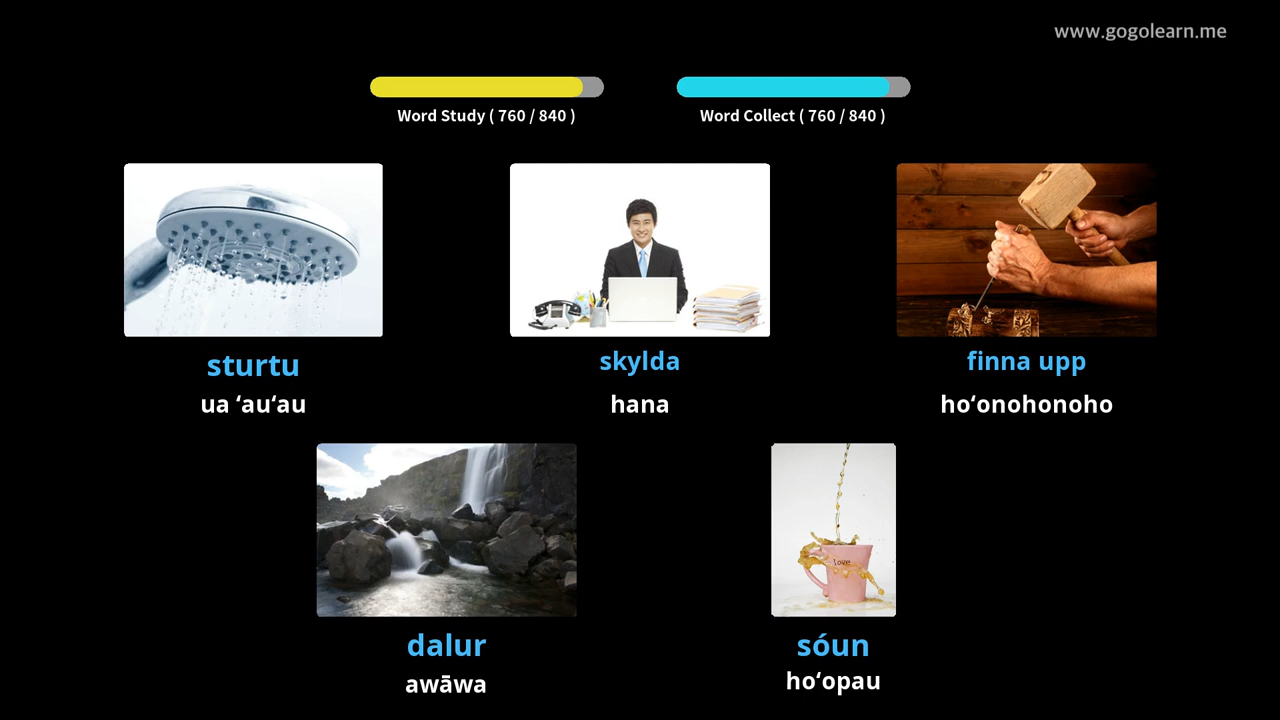 www.gogolearn.me
Word Study ( 760 / 840 )
Word Collect ( 760 / 840 )
sturtu
ua ʻauʻau
skylda
hana
finna upp
hoʻonohonoho
love
dalur
awāwa
sóun
hoʻopau